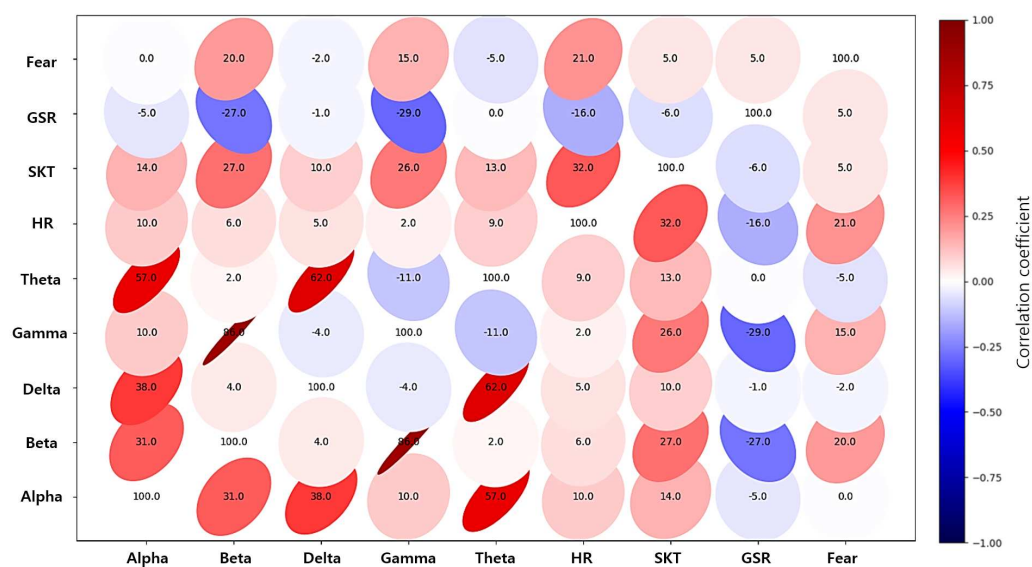 Fear 0.0 20.0 -2.0 15.0 -5.0 21.0 5.0 5.0 100.0
GSR -5.0 -27.0 -1.0 -29.0 0.0 -16.0 -6.0 100.0 5.0
SKT 14.0 27.0 10.0 26.0 13.0 32.0 100.0 -6.0 5.0
HR 10.0 6.0 5.0 2.0 9.0 100.0 32.0 -16.0 21.0
Theta 57.0 2.0 62.0 -11.0 100.0 9.0 13.0 0.0 -5.0
Gamma 10.0 86.0 -4.0 100.0 -11.0 2.0 26.0 -29.0 15.0
Delta 38.0 4.0 100.0 -4.0 62.0 5.0 10.0 -1.0 -2.0
Beta 31.0 100.0 4.0 86.0 2.0 6.0 27.0 -27.0 20.0
Alpha 100.0 31.0 38.0 10.0 57.0 10.0 14.0 -5.0 0.0
Alpha Beta Delta Gamma Theta HR SKT GSR Fear
1.00
0.75
0.50
0.25
0.00
-0.25
-0.50
-0.75
-1.00
Correlation coefficient